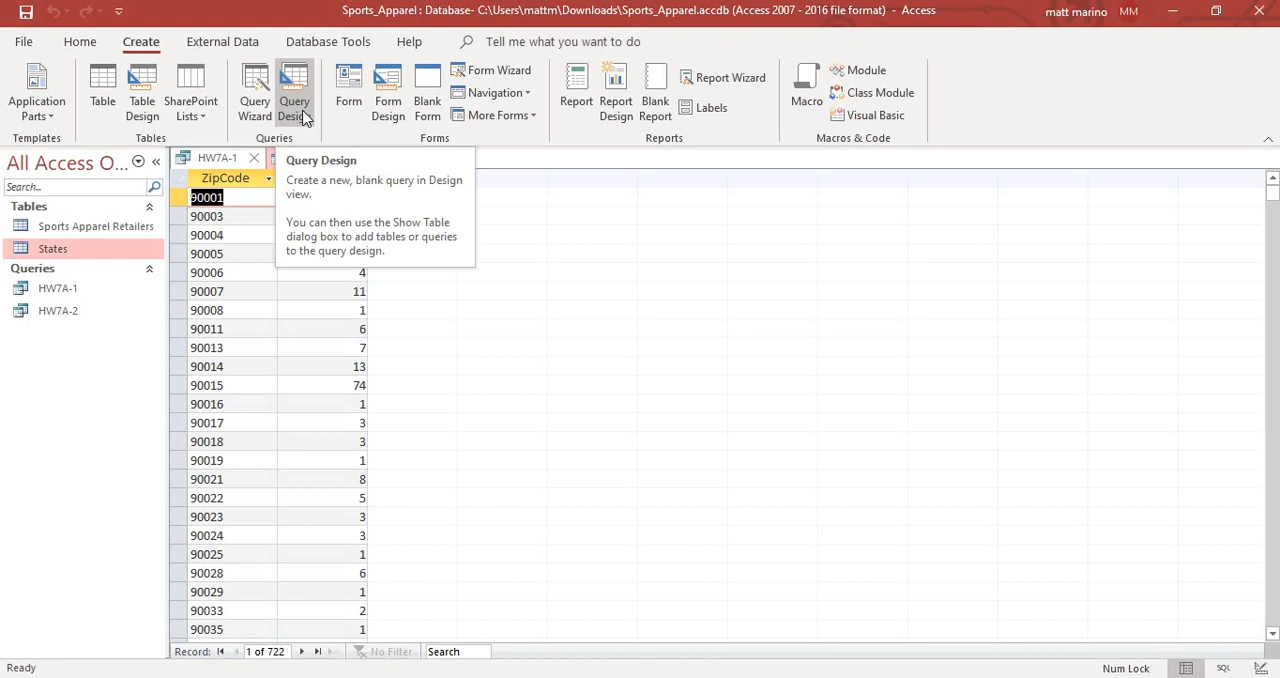 Sports_Apparel : Database- C:\Users\mattm\Downloads\Sports_Apparel.accdb (Access 2007 - 2016 file format) - Access
matt marino MM
File Home Create External Data Database Tools Help Tell me what you want to do
Application Parts
Table
Table Design
SharePoint Lists
Query Wizard
Query Design
Form
Form Design
Blank Form
Form Wizard
Navigation
More Forms
Report
Report Design
Blank Report
Report Wizard
Labels
Macro
Module
Class Module
Visual Basic
Templates Tables Queries Forms Reports Macros & Code
All Access O...
Search...
Tables
Sports Apparel Retailers
States
Queries
HW7A-1
HW7A-2
HW7A-1
Query Design
Create a new, blank query in Design
view.
You can then use the Show Table
dialog box to add tables or queries
to the query design.
ZipCode
90001
90003
90004
90005
90006 4
90007 11
90008 1
90011 6
90013 7
90014 13
90015 74
90016 1
90017 3
90018 3
90019 1
90021 8
90022 5
90023 3
90024 3
90025 1
90028 6
90029 1
90033 2
90035 1
Record: 1 of 722 No Filter Search
Ready Num Lock SQL